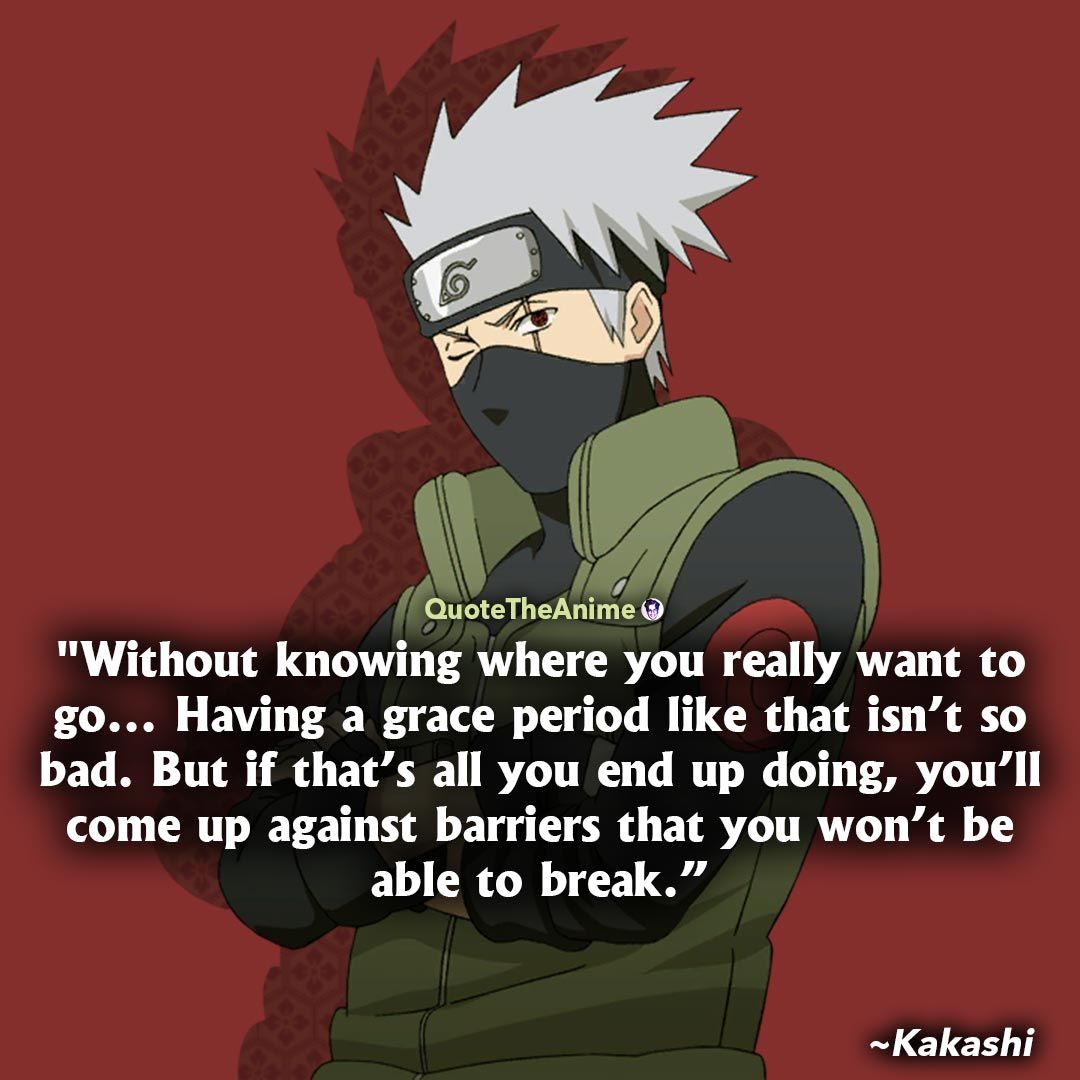 QuoteTheAnime
"Without knowing where you really want to
go... Having a grace period like that isn't so
bad. But if that's all you end up doing, you'll
come up against barriers that you won't be
able to break.”
~Kakashi